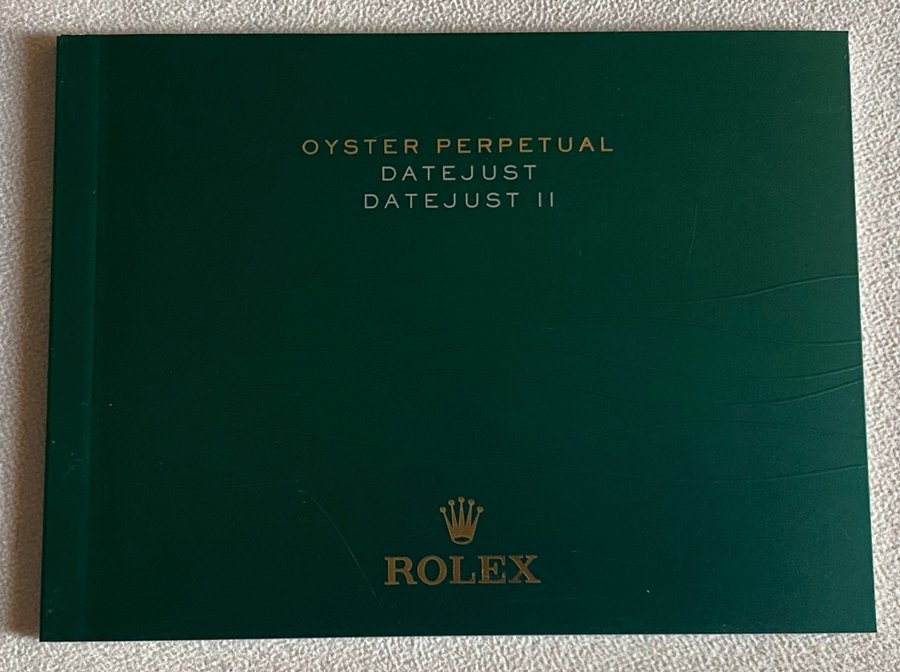 OYSTER PERPETUAL
DATEJUST
DATEJUST II
ROLEX